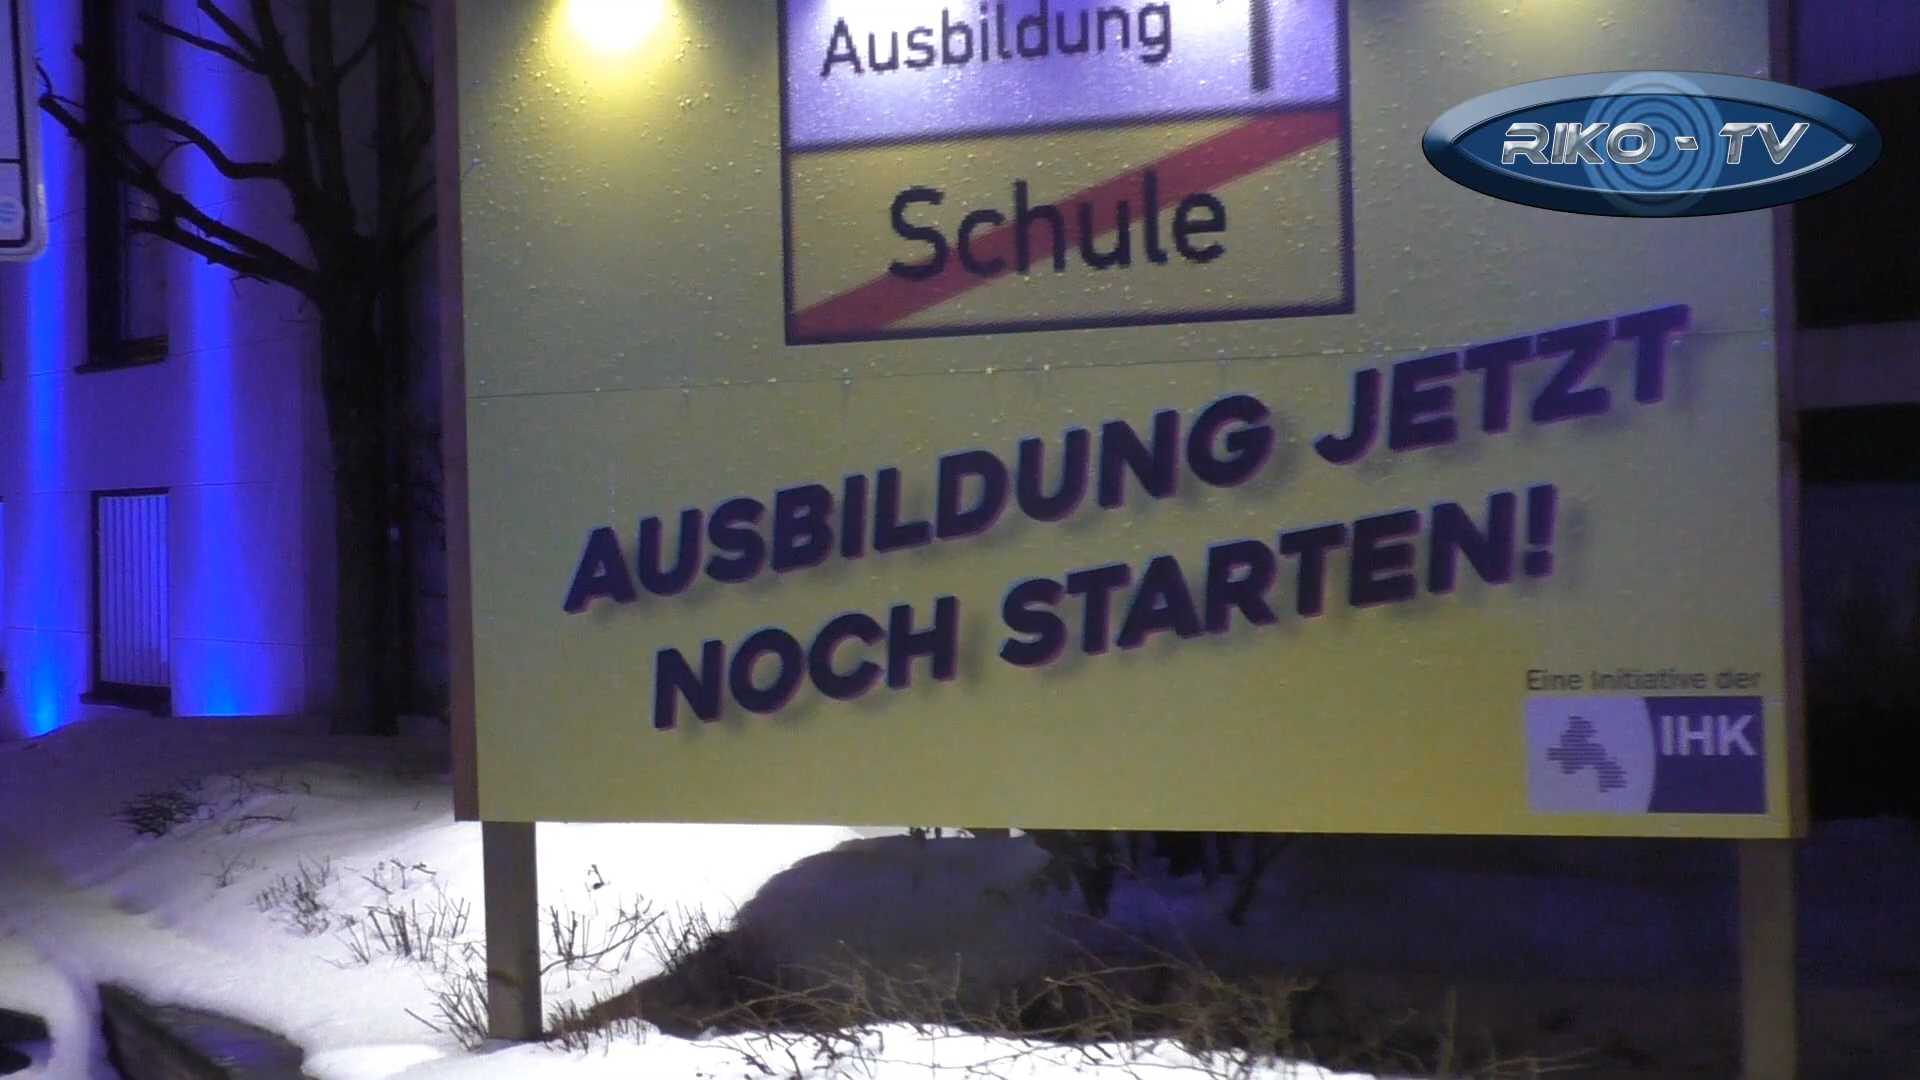 Ausbildung
RIKO - TV
Schule
AUSBILDUNG JETZT
NOCH STARTEN!
Eine Initiative der
IHK